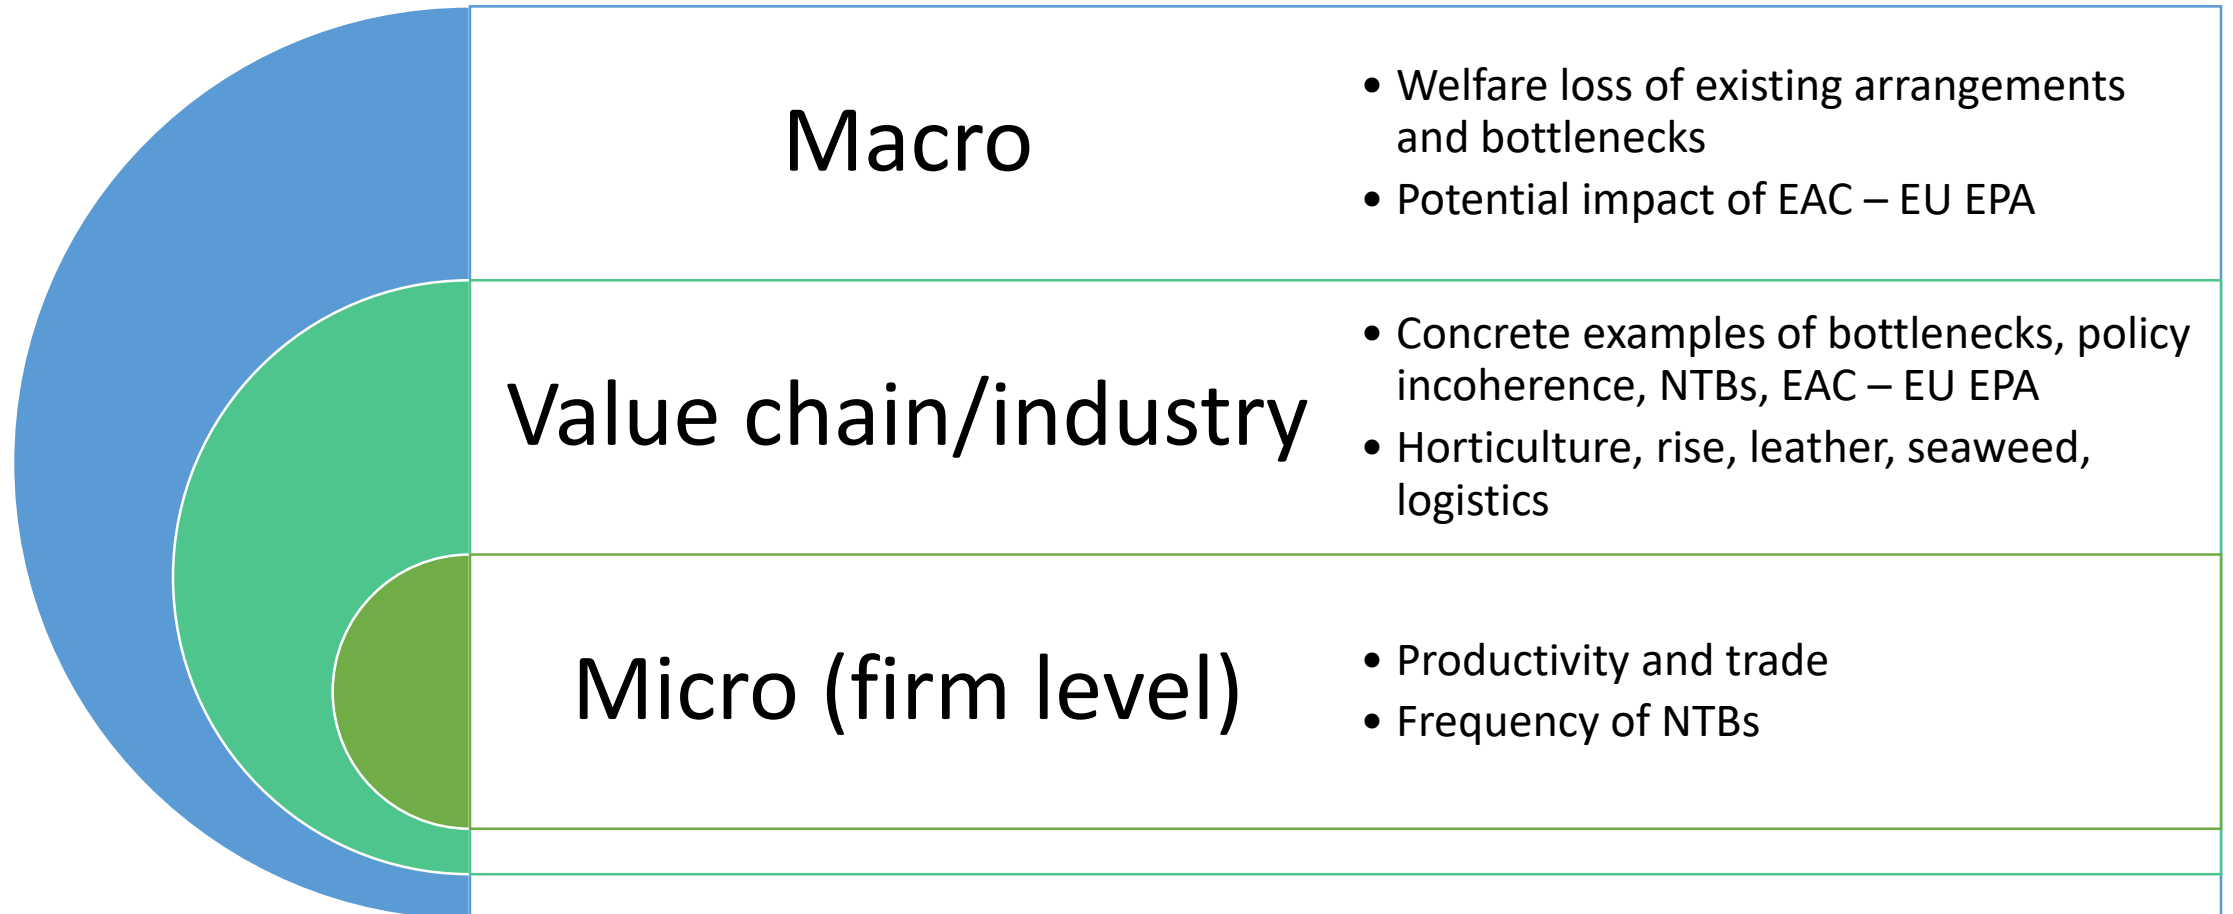 Macro
• Welfare loss of existing arrangements
and bottlenecks
• Potential impact of EAC – EU EPA
Value chain/industry
• Concrete examples of bottlenecks, policy
incoherence, NTBs, EAC – EU EPA
• Horticulture, rise, leather, seaweed,
logistics
Micro (firm level)
• Productivity and trade
• Frequency of NTBs